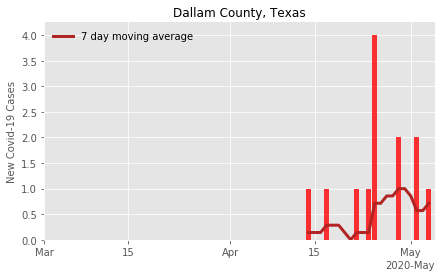 Dallam County, Texas
7 day moving average
New Covid-19 Cases
4.0
3.5
3.0
2.5
2.0
1.5
1.0
0.5
0.0
Mar
15
Apr
15
May
2020-May